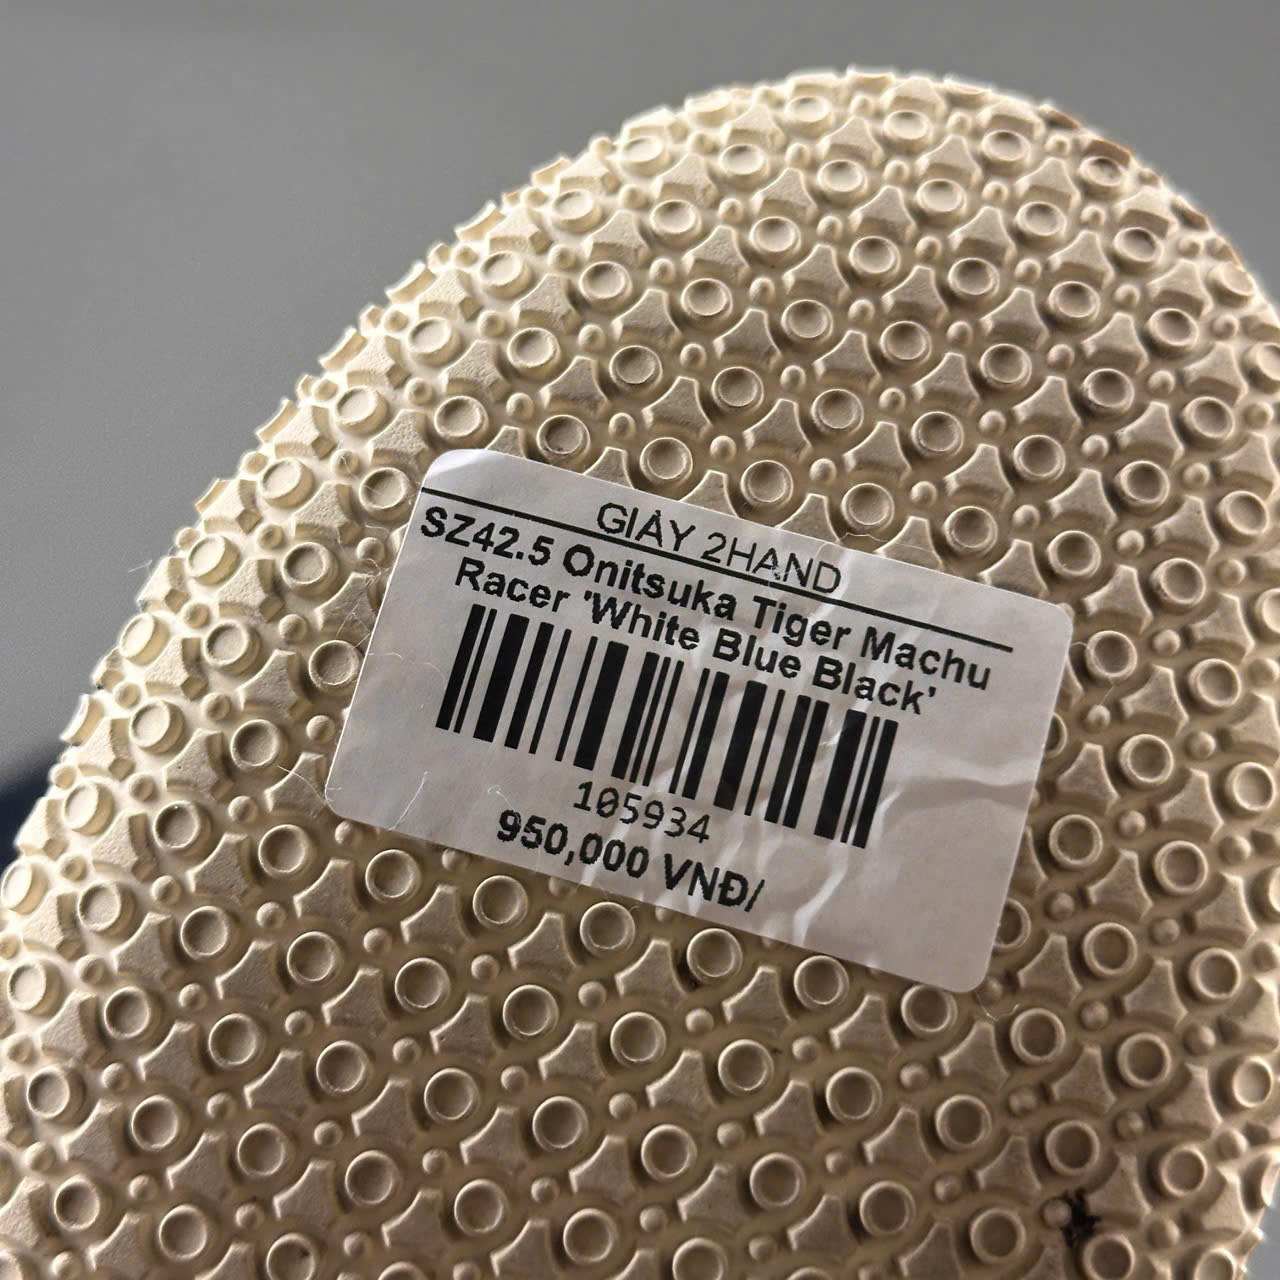 GIÀY 2HAND
SZ42.5 Onitsuka Tiger Machu
Racer 'White Blue Black'
105934
950,000 VNĐ/